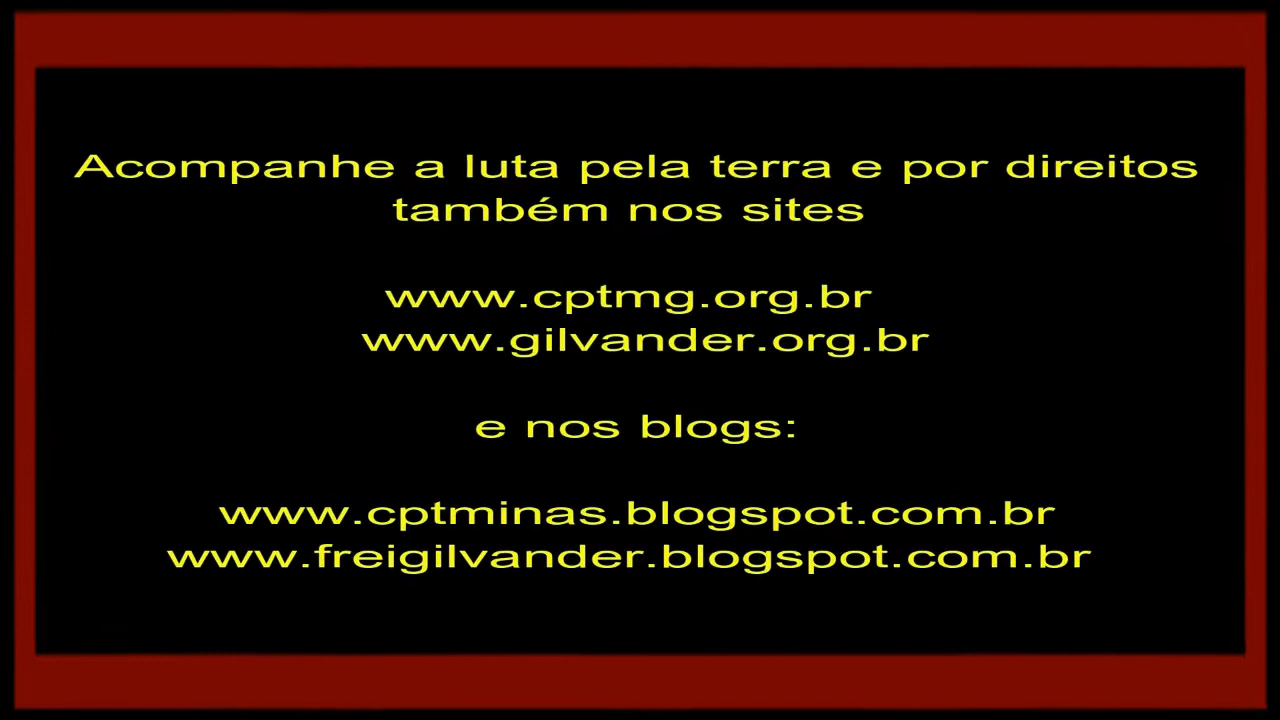 Acompanhe a luta pela terra e por direitos
também nos sites
www.cptmg.org.br
www.gilvander.org.br
e nos blogs:
www.cptminas.blogspot.com.br
www.freigilvander.blogspot.com.br